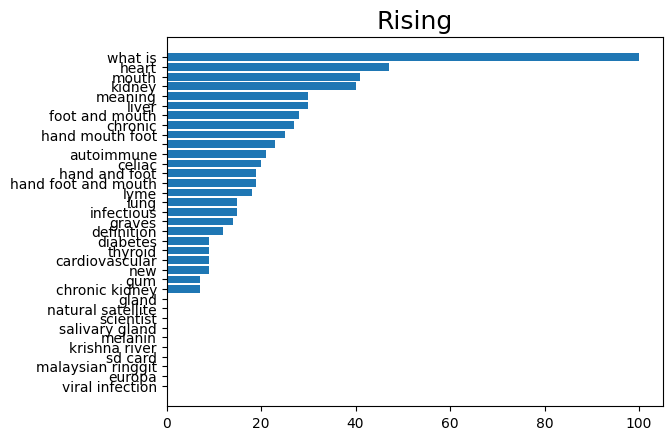 Rising
what is
heart
mouth
kidney
meaning
liver
foot and mouth
chronic
hand mouth foot
autoimmune
celiac
hand and foot
hand foot and mouth
lyme
lung
infectious
graves
definition
diabetes
thyroid
cardiovascular
new
gum
chronic kidney
gland
natural satellite
scientist
salivary gland
melanin
krishna river
sd card
malaysian ringgit
europa
viral infection
0 20 40 60 80 100